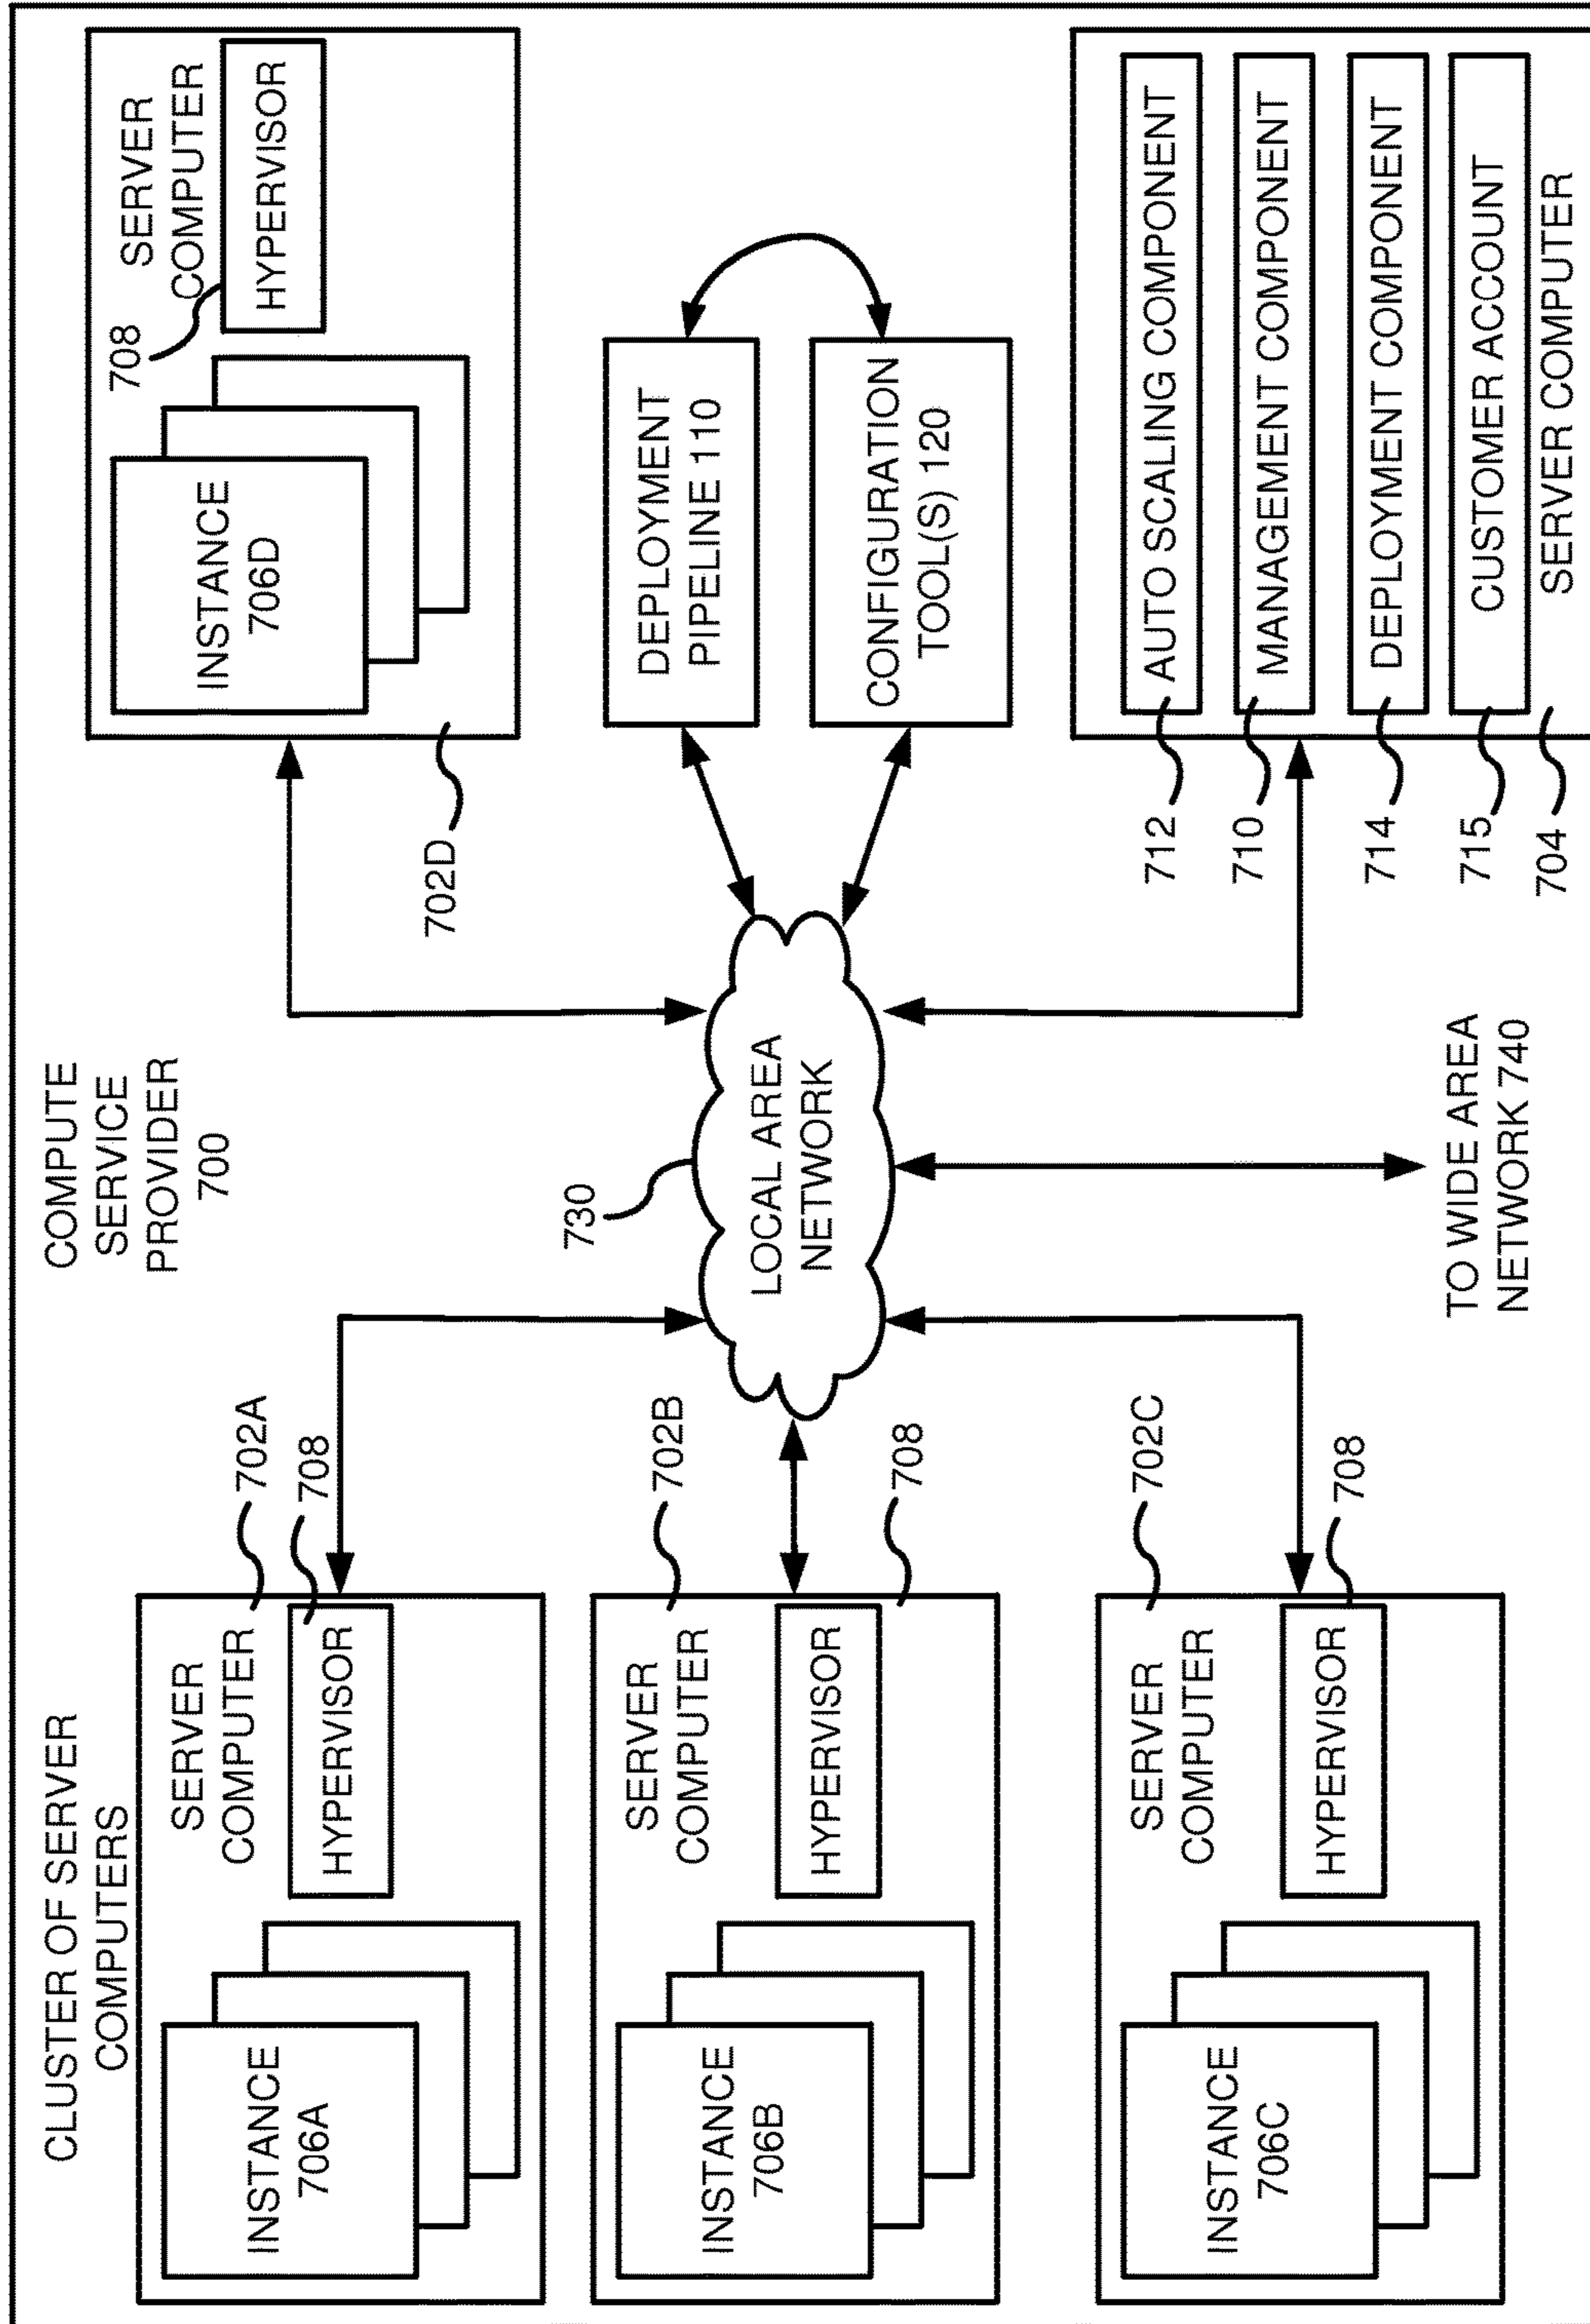 COMPUTE
SERVICE
PROVIDER
700
CLUSTER OF SERVER
COMPUTERS
SERVER
COMPUTER
702A
708
HYPERVISOR
INSTANCE
706A
SERVER
COMPUTER
702B
HYPERVISOR
708
INSTANCE
706B
SERVER
COMPUTER
702C
HYPERVISOR
708
INSTANCE
706C
730
LOCAL AREA
NETWORK
TO WIDE AREA
NETWORK 740
708
SERVER
COMPUTER
HYPERVISOR
INSTANCE
706D
702D
DEPLOYMENT
PIPELINE 110
CONFIGURATION
TOOL(S) 120
712
AUTO SCALING COMPONENT
710
MANAGEMENT COMPONENT
714
DEPLOYMENT COMPONENT
715
CUSTOMER ACCOUNT
704
SERVER COMPUTER